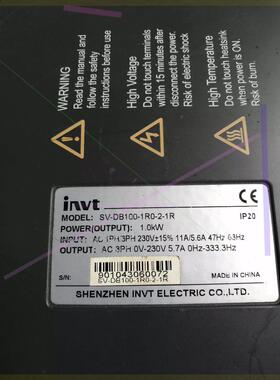 Read the manual and
follow the safety
instructions before use
High Voltage
Do not touch terminals
within 15 minutes after
disconnect the power.
Risk of electric shock
High Temperature
Do not touch heatsink
when power is ON.
Risk of burning
invt
CE
MODEL: SV-DB100-1R0-2-1R
IP20
POWER(OUTPUT): 1.0kW
INPUT: AC 1PH/3PH 230V±15% 11A/5.6A 47Hz-63Hz
OUTPUT: AC 3PH 0V-230V 5.7A 0Hz-333.3Hz
S/N:
901043060072
SV-DB100-1R0-2-1R
MADE IN CHINA
SHENZHEN INVT ELECTRIC CO.,LTD.